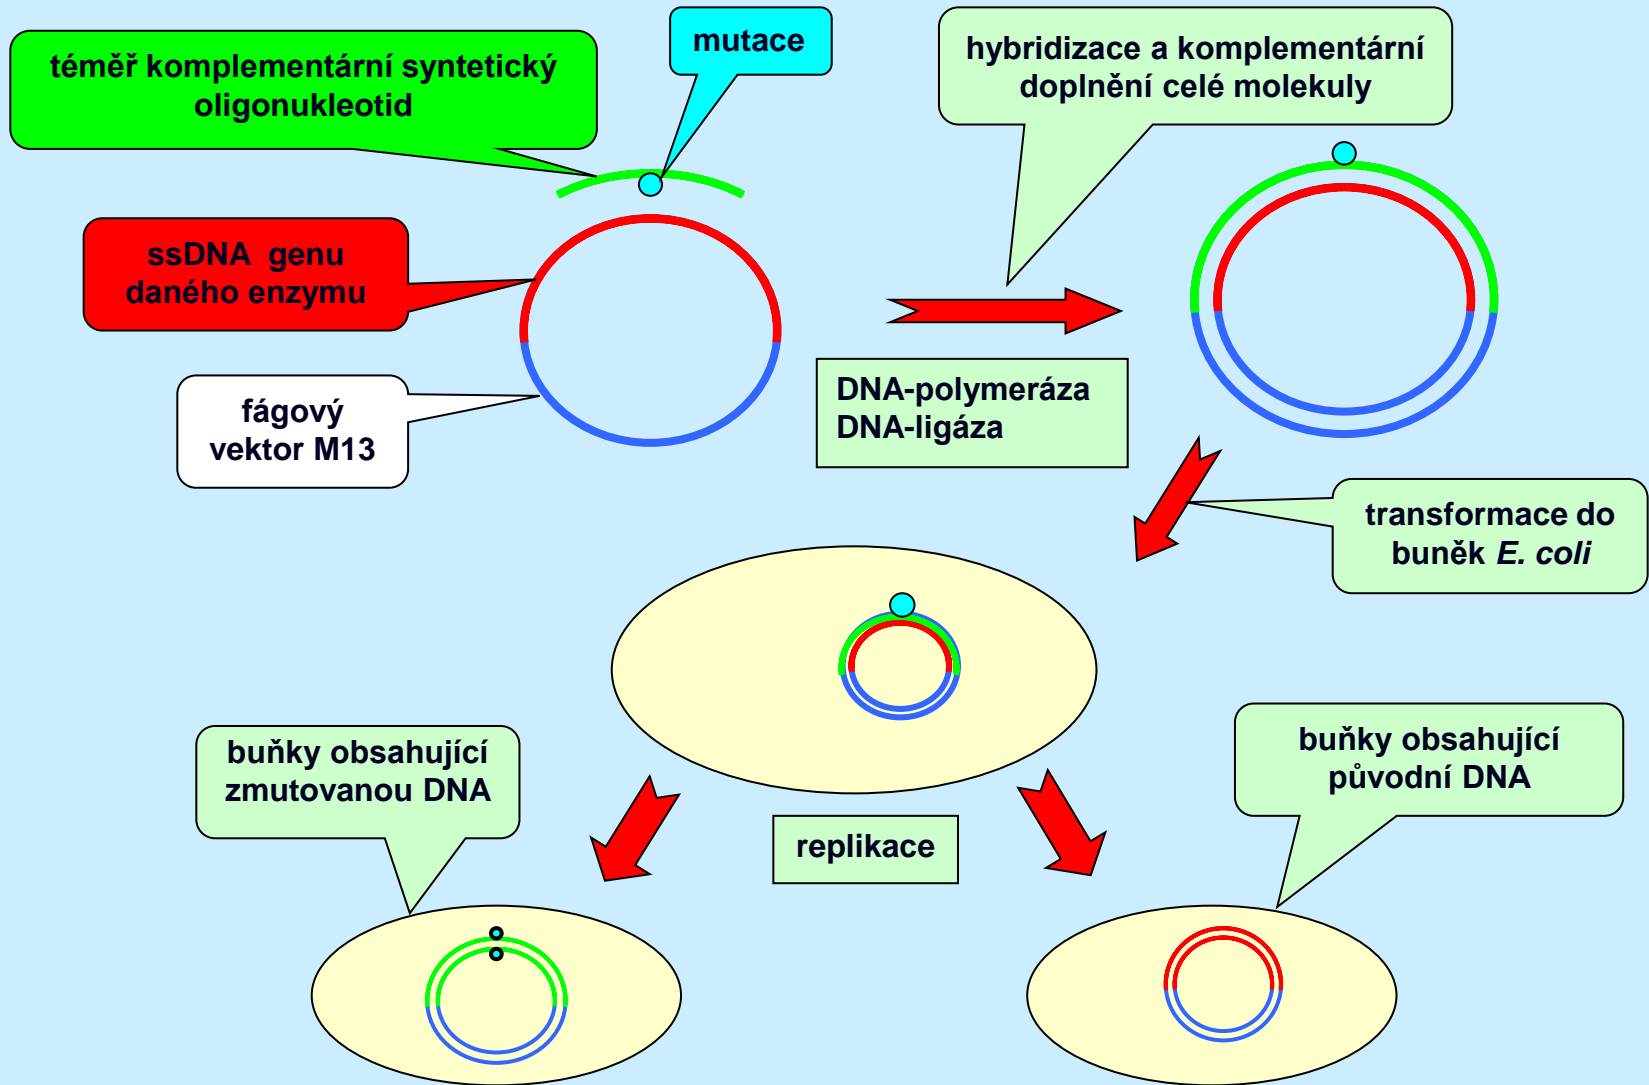 mutace
téměř komplementární syntetický
oligonukleotid
hybridizace a komplementární
doplnění celé molekuly
ssDNA genu
daného enzymu
fágový
vektor M13
DNA-polymeráza
DNA-ligáza
transformace do
buněk E. coli
buňky obsahující
zmutovanou DNA
replikace
buňky obsahující
původní DNA